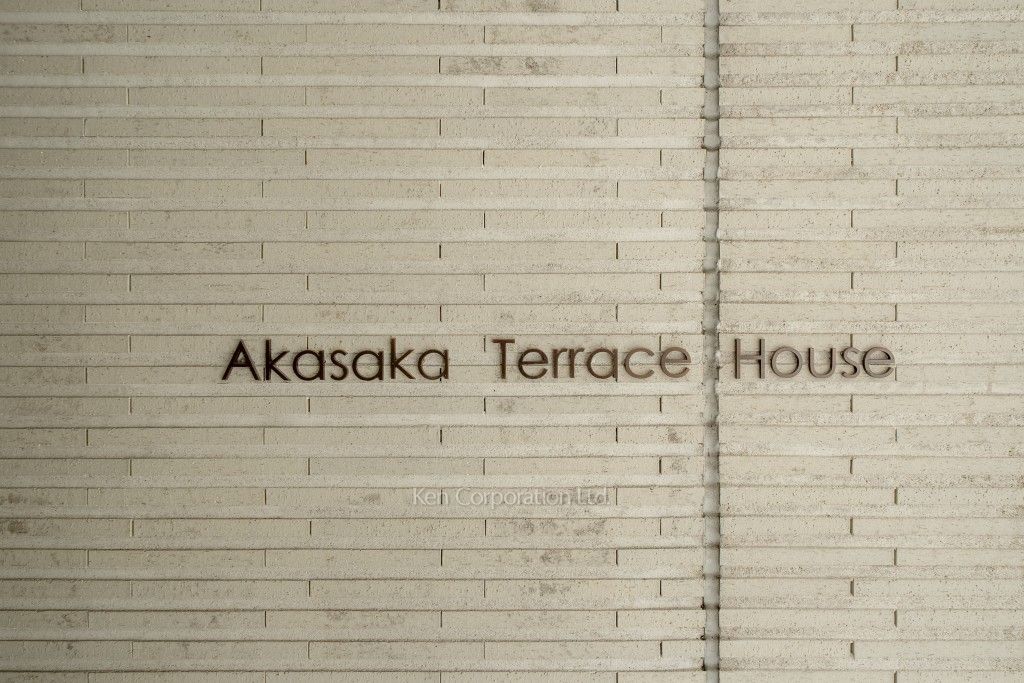 Akasaka Terrace House
Ken Corporation Ltd